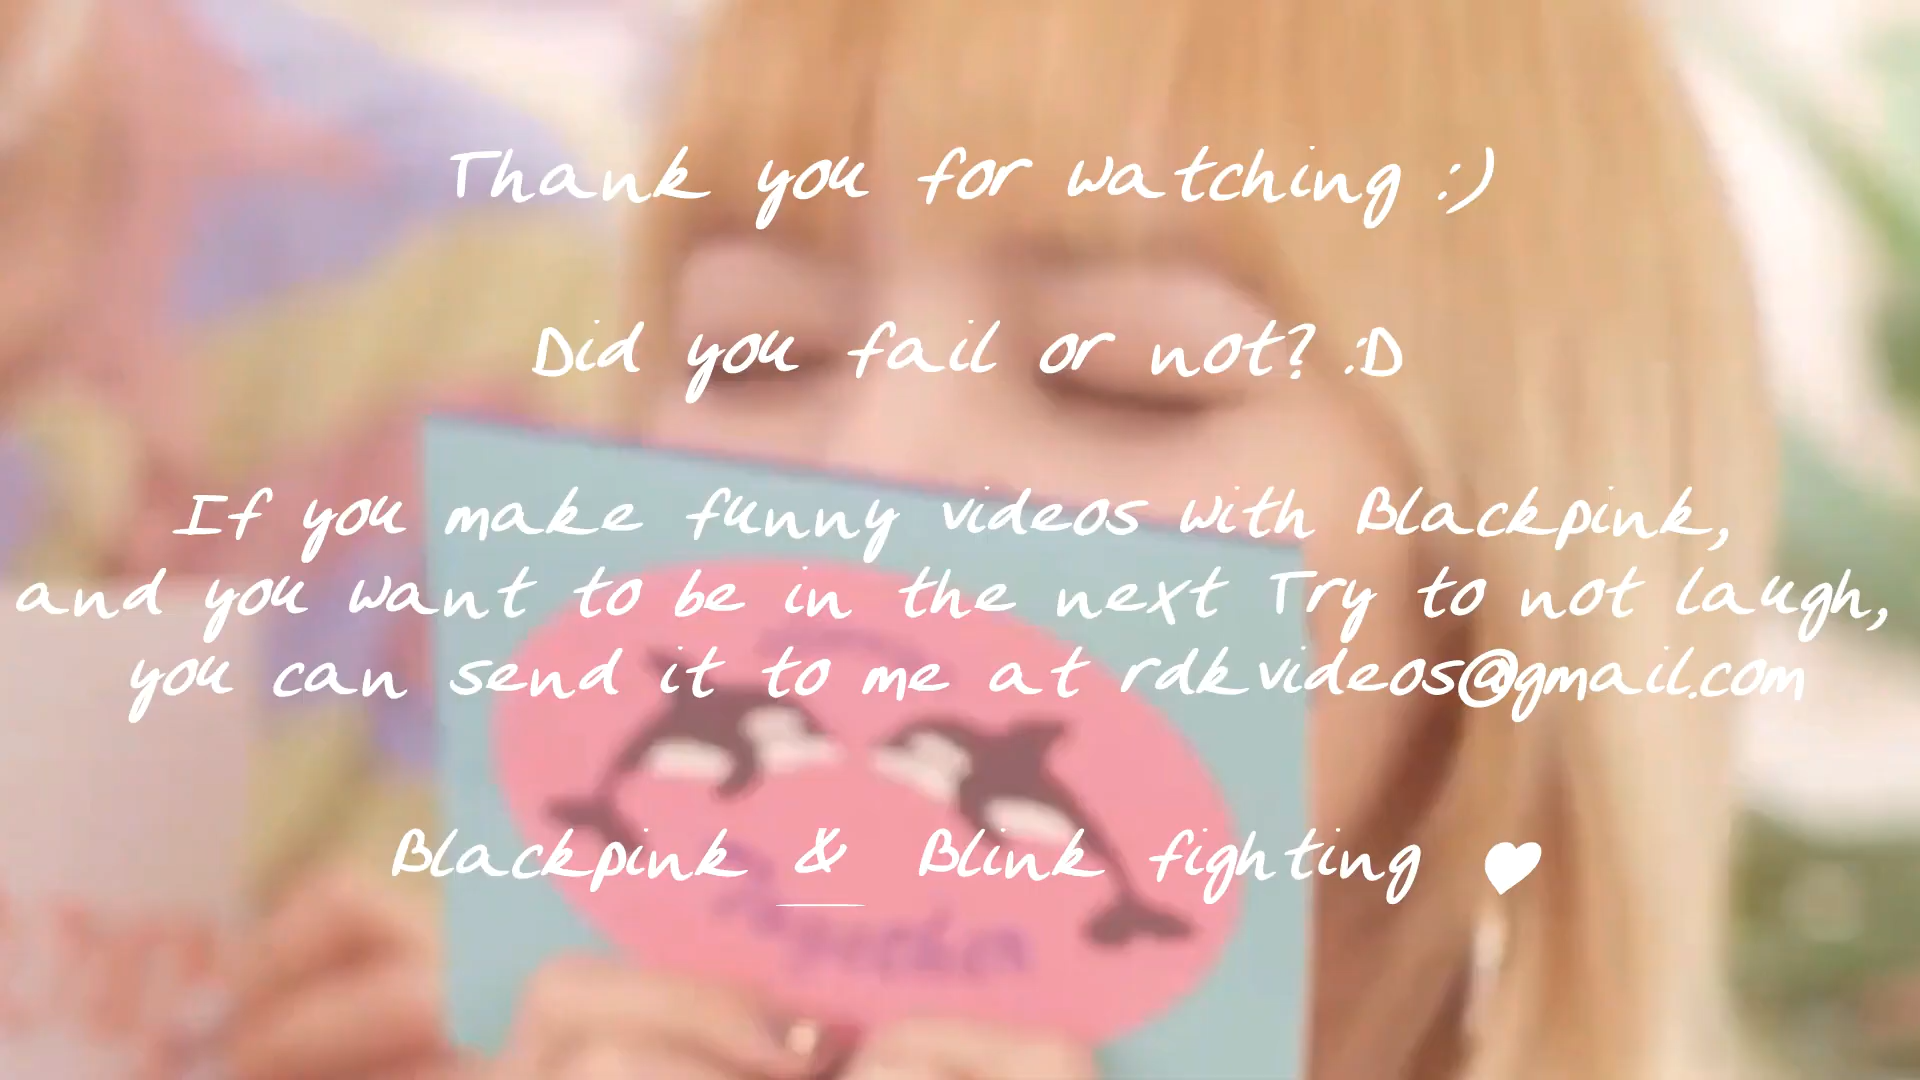 Thank you for watching :)
Did you fail or not? :D
If you make funny videos with Blackpink,
and you want to be in the next Try to not laugh,
you can send it to me at rdkvideos@gmail.com
Blackpink & Blink fighting ♥